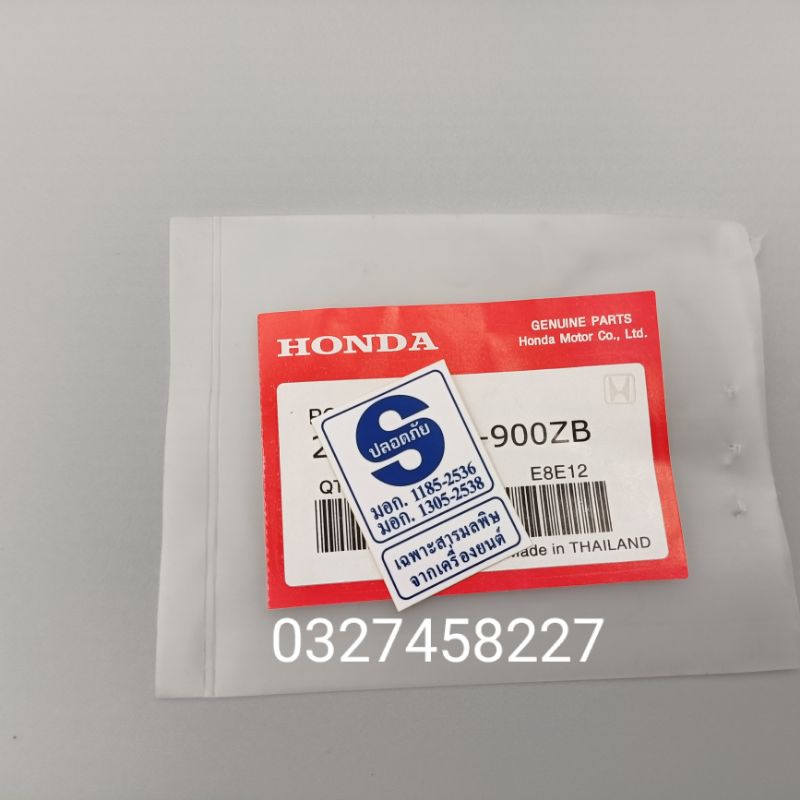 HONDA
GENUINE PARTS
Honda Motor Co., Ltd.
-900ZB
E8E12
Made in THAILAND
S
ปลอดภัย
มอก. 1185-2536
มอก. 1305-2538
เฉพาะสารมลพิษ
จากเครื่องยนต์
0327458227